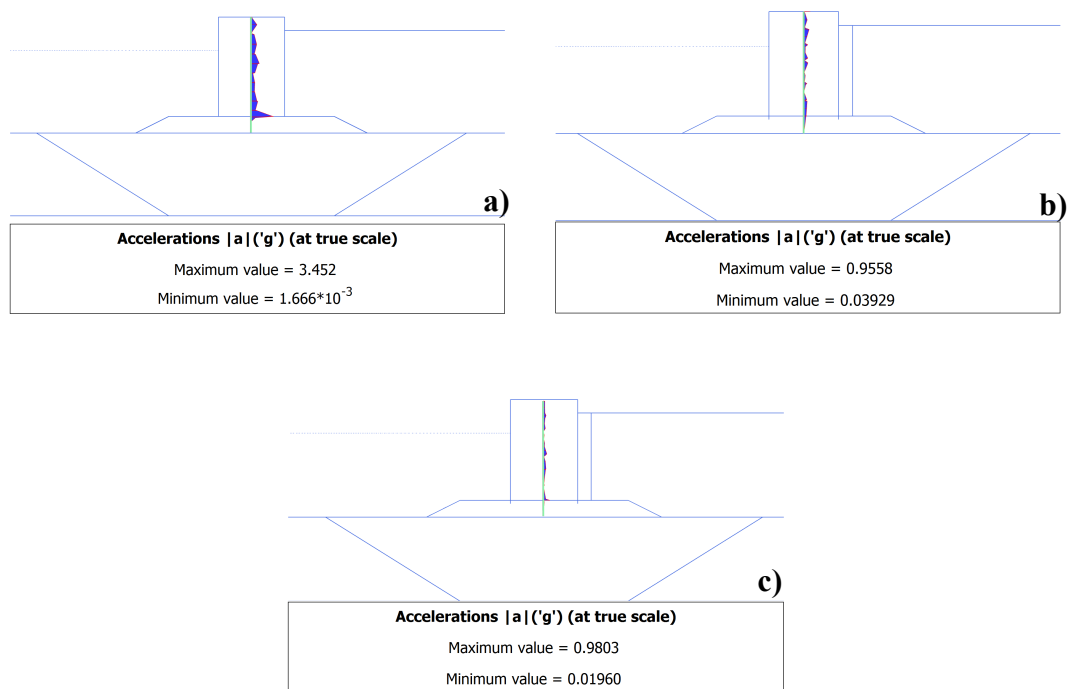 a)
Accelerations |a|('g') (at true scale)
Maximum value = 3.452
Minimum value = 1.666*10⁻³
b)
Accelerations |a|('g') (at true scale)
Maximum value = 0.9558
Minimum value = 0.03929
c)
Accelerations |a|('g') (at true scale)
Maximum value = 0.9803
Minimum value = 0.01960